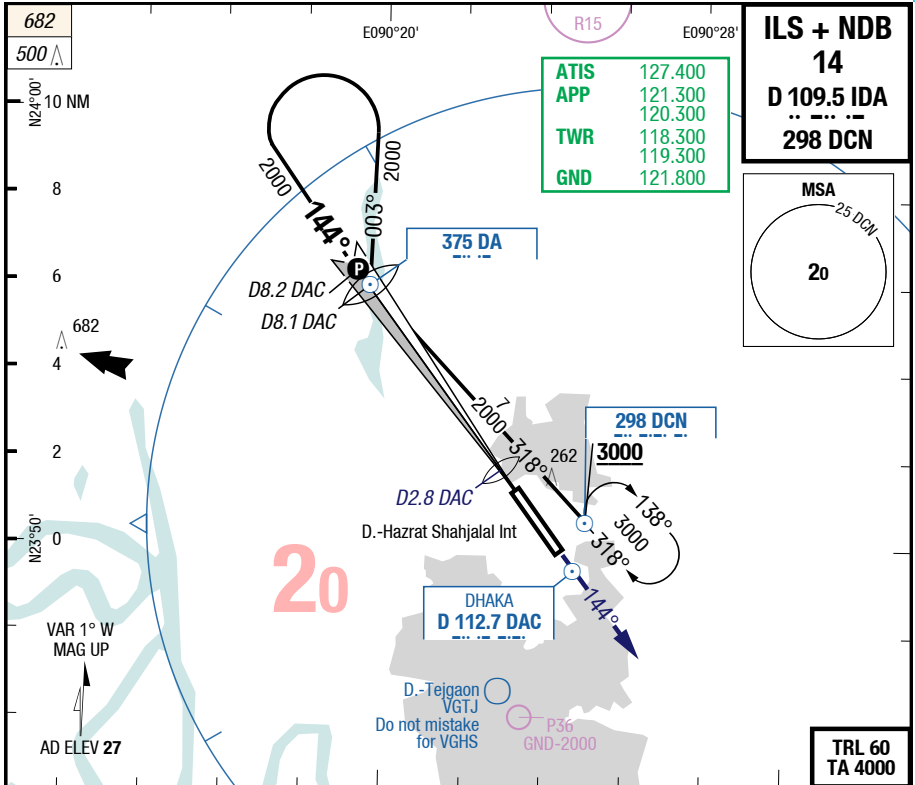 682
500
E090°20'
R15
E090°28'
ILS + NDB
14
D 109.5 IDA
298 DCN
ATIS 127.400
APP 121.300
120.300
TWR 118.300
119.300
GND 121.800
N24°00'
10 NM
8
6
4
2
0
N23°50'
MSA
25 DCN
20
2000
2000
144°
003°
P
375 DA
D8.2 DAC
D8.1 DAC
682
7
2000
318°
262
298 DCN
3000
D2.8 DAC
D.-Hazrat Shahjalal Int
138°
3000
318°
20
DHAKA
D 112.7 DAC
144°
VAR 1° W
MAG UP
AD ELEV 27
D.-Tejgaon
VGTJ
Do not mistake
for VGHS
P36
GND-2000
TRL 60
TA 4000